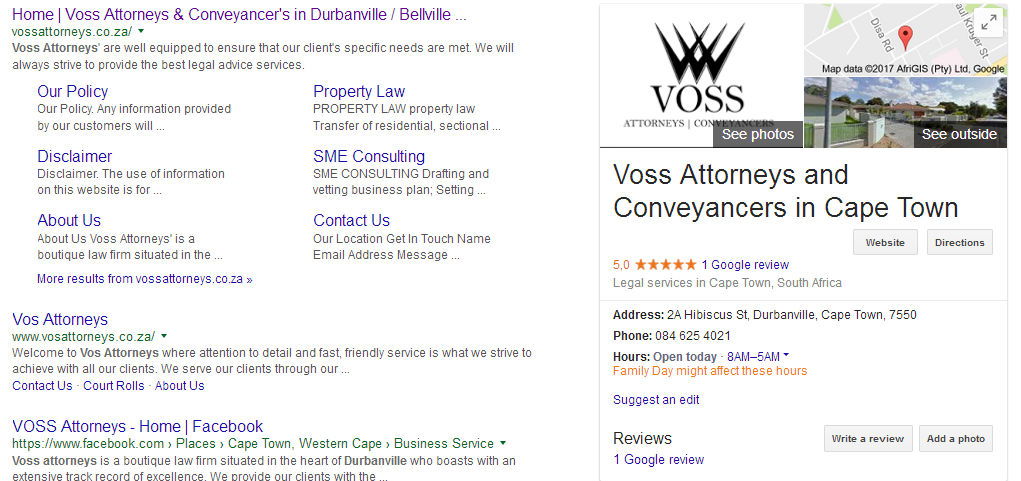 Home | Voss Attorneys & Conveyancer's in Durbanville / Bellville ...
vossattorneys.co.za/
Voss Attorneys' are well equipped to ensure that our client's specific needs are met. We will
always strive to provide the best legal advice services.
Our Policy
Our Policy. Any information provided
by our customers will ...
Property Law
PROPERTY LAW property law
Transfer of residential, sectional ...
Disclaimer
Disclaimer. The use of information
on this website is for ...
SME Consulting
SME CONSULTING Drafting and
vetting business plan; Setting ...
About Us
About Us Voss Attorneys' is a
boutique law firm situated in the ...
Contact Us
Our Location Get In Touch Name
Email Address Message ...
More results from vossattorneys.co.za »
Vos Attorneys
www.vosattorneys.co.za/
Welcome to Vos Attorneys where attention to detail and fast, friendly service is what we strive to
achieve with all our clients. We serve our clients through our ...
Contact Us · Court Rolls · About Us
VOSS Attorneys - Home | Facebook
https://www.facebook.com › Places › Cape Town, Western Cape › Business Service
Voss attorneys is a boutique law firm situated in the heart of Durbanville who boasts with an
extensive track record of excellence. We provide our clients with the ...
VOSS
ATTORNEYS | CONVEYANCERS
See photos
Disa Rd
Paul Kruger St
Map data ©2017 AfriGIS (Pty) Ltd, Google
See outside
Voss Attorneys and
Conveyancers in Cape Town
Website
Directions
5,0 ★★★★★ 1 Google review
Legal services in Cape Town, South Africa
Address: 2A Hibiscus St, Durbanville, Cape Town, 7550
Phone: 084 625 4021
Hours: Open today · 8AM–5AM
Family Day might affect these hours
Suggest an edit
Reviews
Write a review
Add a photo
1 Google review